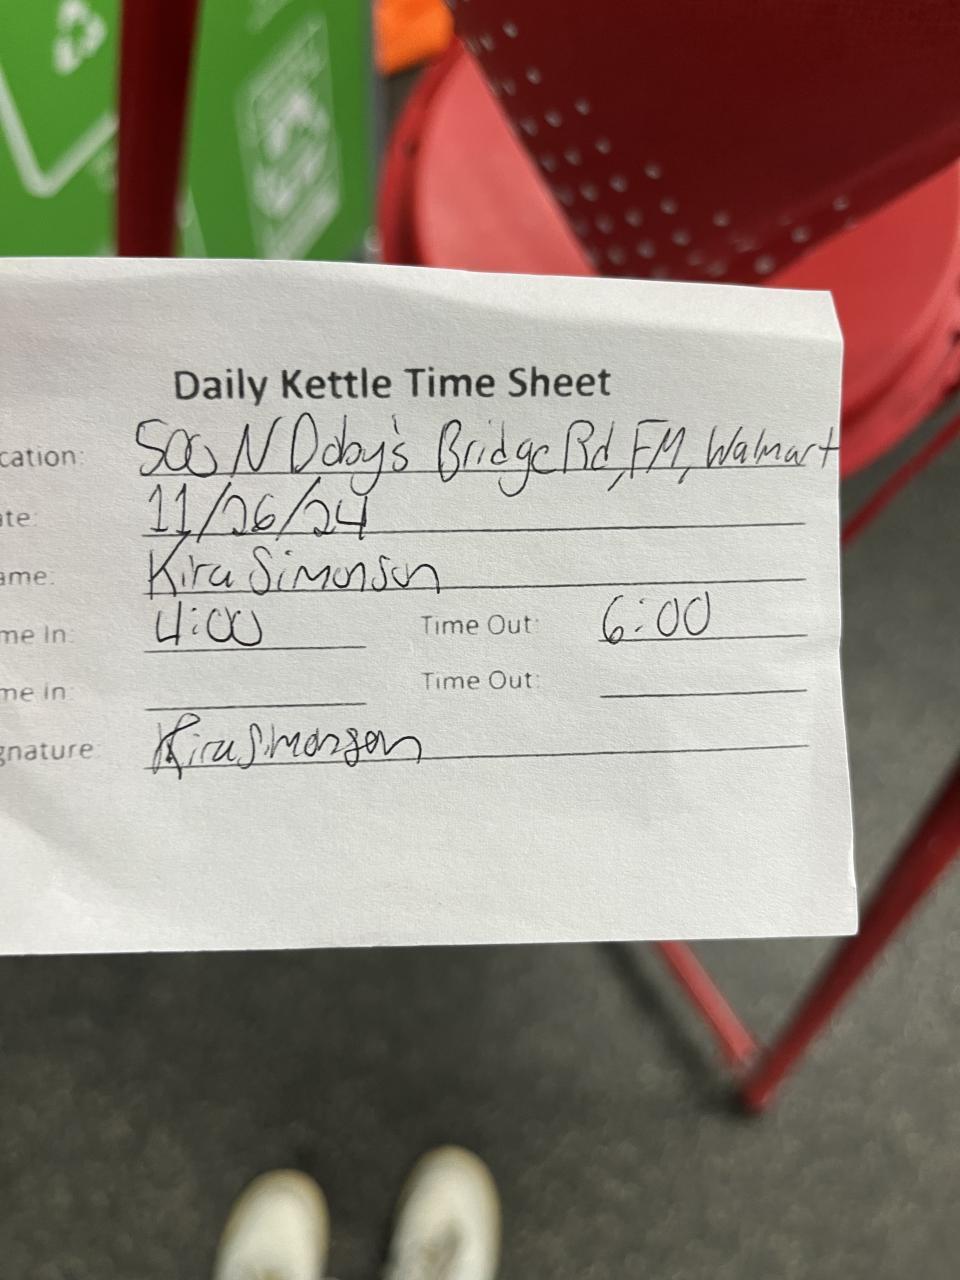 Daily Kettle Time Sheet
cation: 500 N Doby's Bridge Rd, FM, Walmart
ate: 11/26/24
ame: Kira Simonson
me In: 4:00 Time Out: 6:00
me In: Time Out:
gnature: Kira Simonson